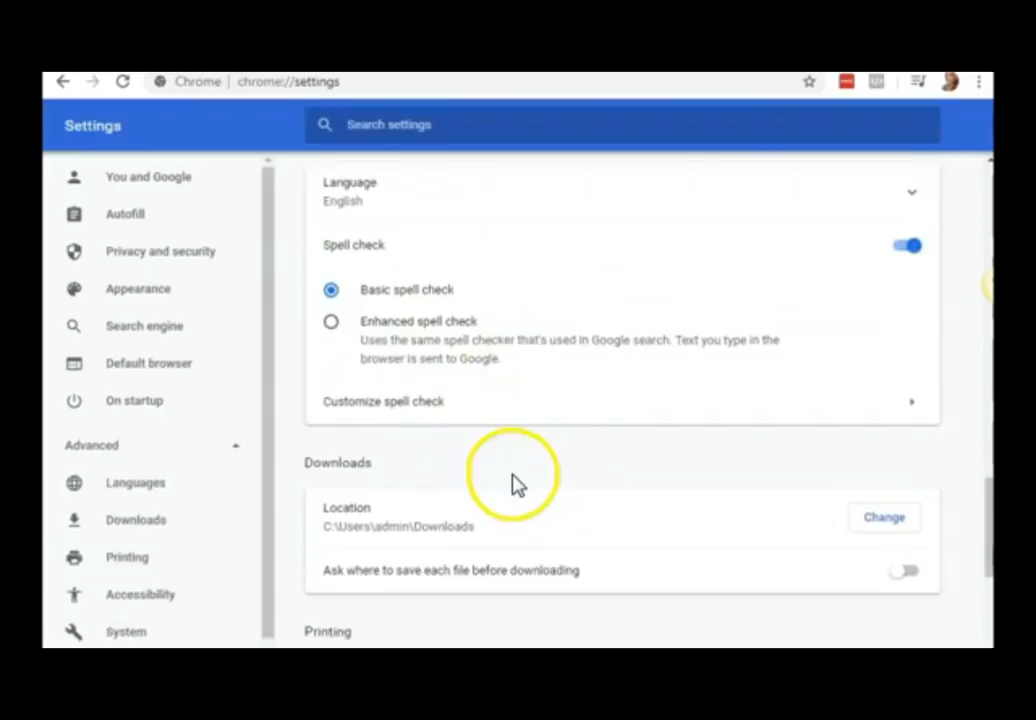 Chrome | chrome://settings
Settings
Search settings
You and Google
Autofill
Privacy and security
Appearance
Search engine
Default browser
On startup
Advanced
Languages
Downloads
Printing
Accessibility
System
Language
English
Spell check
Basic spell check
Enhanced spell check
Uses the same spell checker that's used in Google search. Text you type in the
browser is sent to Google.
Customize spell check
Downloads
Location
C:\Users\admin\Downloads
Change
Ask where to save each file before downloading
Printing